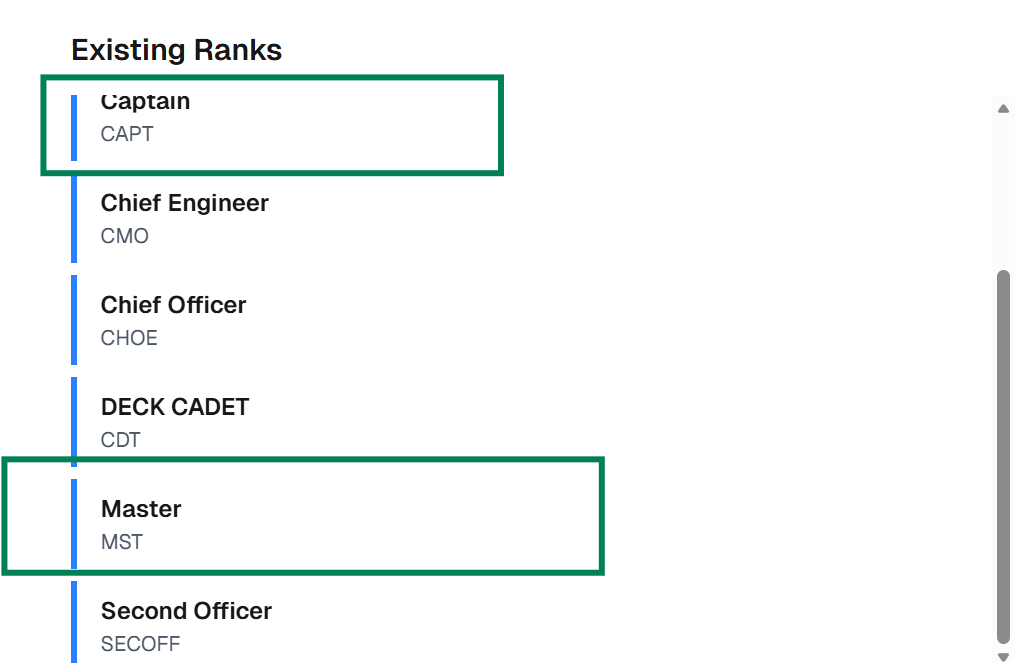 Existing Ranks
Captain
CAPT
Chief Engineer
CMO
Chief Officer
CHOE
DECK CADET
CDT
Master
MST
Second Officer
SECOFF